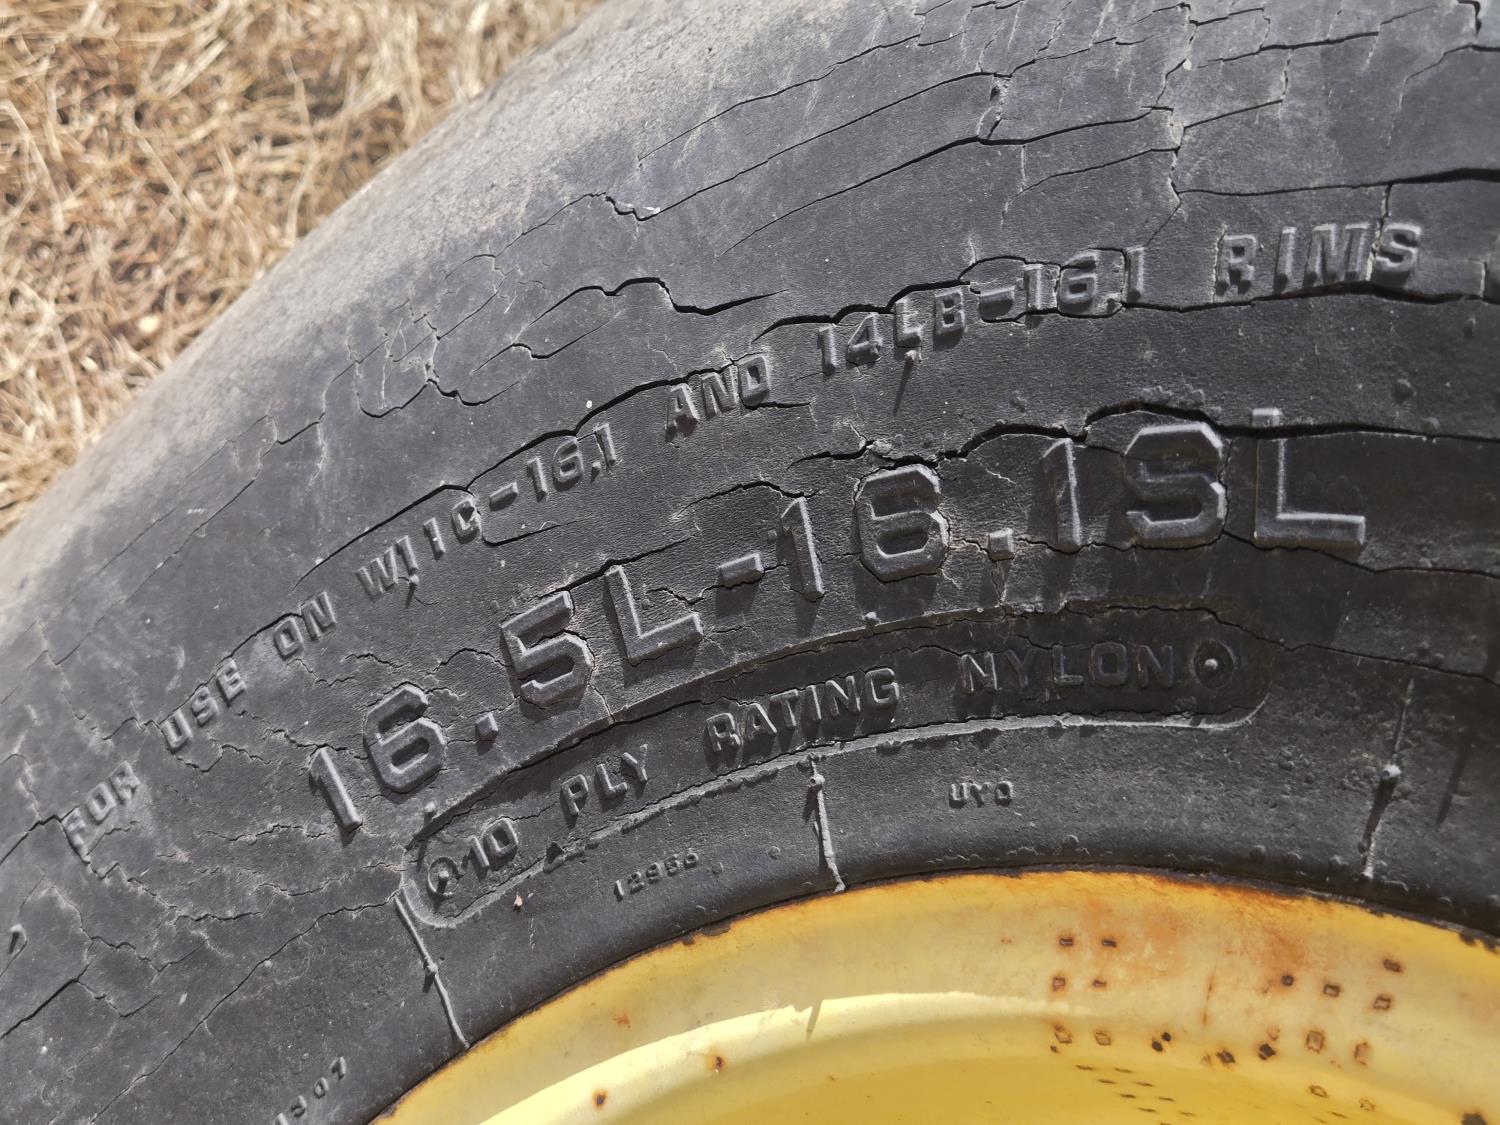 FOR USE ON W11C-16.1 AND 14LB-16.1 RIMS
16.5L-16.1SL
10 PLY RATING NYLON
UYO
12956